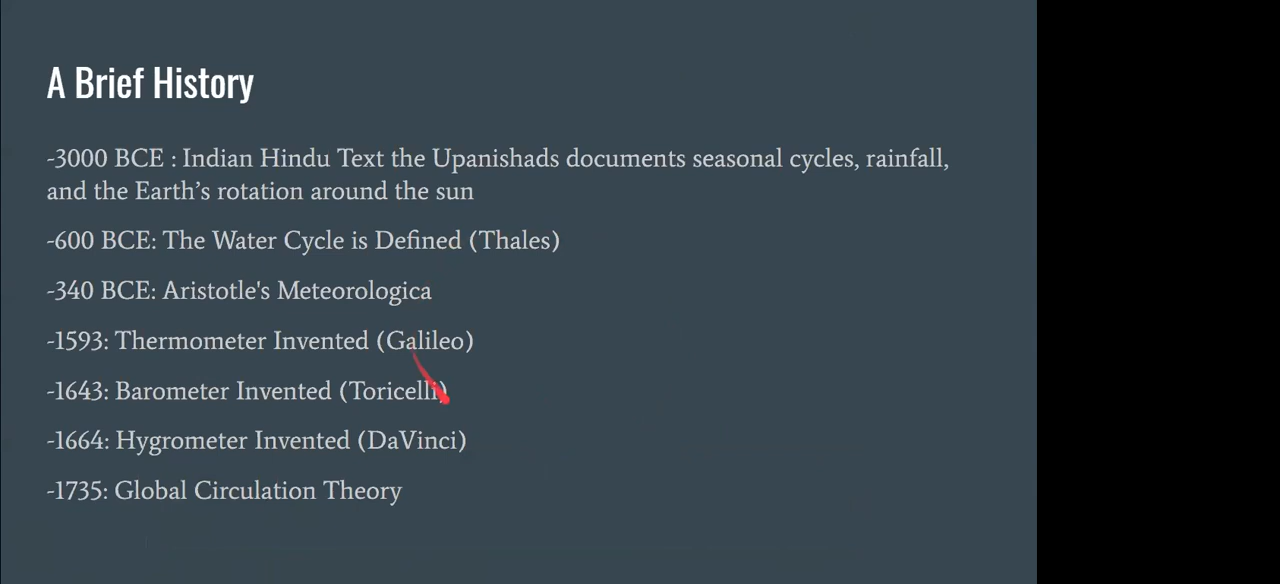 A Brief History
-3000 BCE : Indian Hindu Text the Upanishads documents seasonal cycles, rainfall,
and the Earth’s rotation around the sun
-600 BCE: The Water Cycle is Defined (Thales)
-340 BCE: Aristotle's Meteorologica
-1593: Thermometer Invented (Galileo)
-1643: Barometer Invented (Toricelli)
-1664: Hygrometer Invented (DaVinci)
-1735: Global Circulation Theory